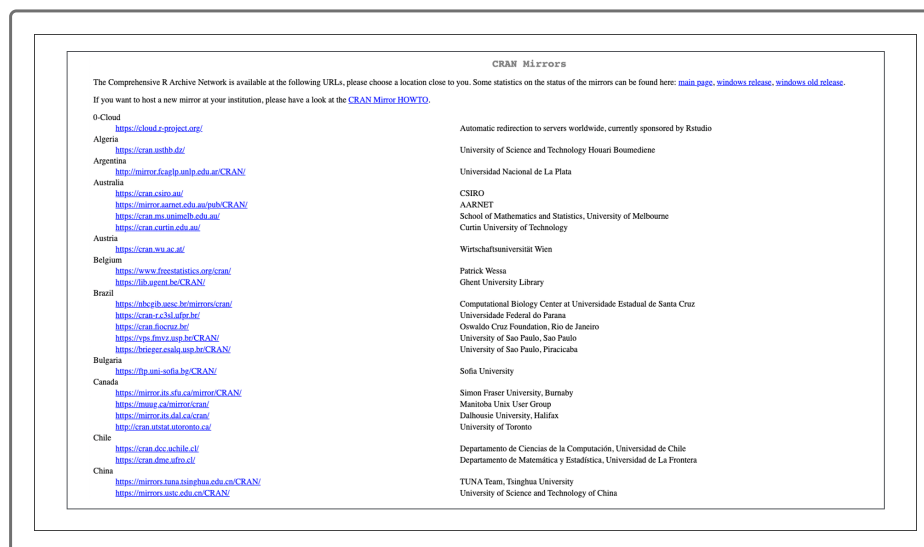 CRAN Mirrors
The Comprehensive R Archive Network is available at the following URLs, please choose a location close to you. Some statistics on the status of the mirrors can be found here: main page, windows release, windows old release.
If you want to host a new mirror at your institution, please have a look at the CRAN Mirror HOWTO.
0-Cloud
https://cloud.r-project.org/ Automatic redirection to servers worldwide, currently sponsored by Rstudio
Algeria
https://cran.usthb.dz/ University of Science and Technology Houari Boumediene
Argentina
http://mirror.fcaglp.unlp.edu.ar/CRAN/ Universidad Nacional de La Plata
Australia
https://cran.csiro.au/ CSIRO
https://mirror.aarnet.edu.au/pub/CRAN/ AARNET
https://cran.ms.unimelb.edu.au/ School of Mathematics and Statistics, University of Melbourne
https://cran.curtin.edu.au/ Curtin University of Technology
Austria
https://cran.wu.ac.at/ Wirtschaftsuniversität Wien
Belgium
https://www.freestatistics.org/cran/ Patrick Wessa
https://lib.ugent.be/CRAN/ Ghent University Library
Brazil
https://nbcgib.uesc.br/mirrors/cran/ Computational Biology Center at Universidade Estadual de Santa Cruz
https://cran-r.c3sl.ufpr.br/ Universidade Federal do Parana
https://cran.fiocruz.br/ Oswaldo Cruz Foundation, Rio de Janeiro
https://vps.fmvz.usp.br/CRAN/ University of Sao Paulo, Sao Paulo
https://brieger.esalq.usp.br/CRAN/ University of Sao Paulo, Piracicaba
Bulgaria
https://ftp.uni-sofia.bg/CRAN/ Sofia University
Canada
https://mirror.its.sfu.ca/mirror/CRAN/ Simon Fraser University, Burnaby
https://muug.ca/mirror/cran/ Manitoba Unix User Group
https://mirror.its.dal.ca/cran/ Dalhousie University, Halifax
http://cran.utstat.utoronto.ca/ University of Toronto
Chile
https://cran.dcc.uchile.cl/ Departamento de Ciencias de la Computación, Universidad de Chile
https://cran.dme.ufro.cl/ Departamento de Matemática y Estadística, Universidad de La Frontera
China
https://mirrors.tuna.tsinghua.edu.cn/CRAN/ TUNA Team, Tsinghua University
https://mirrors.ustc.edu.cn/CRAN/ University of Science and Technology of China